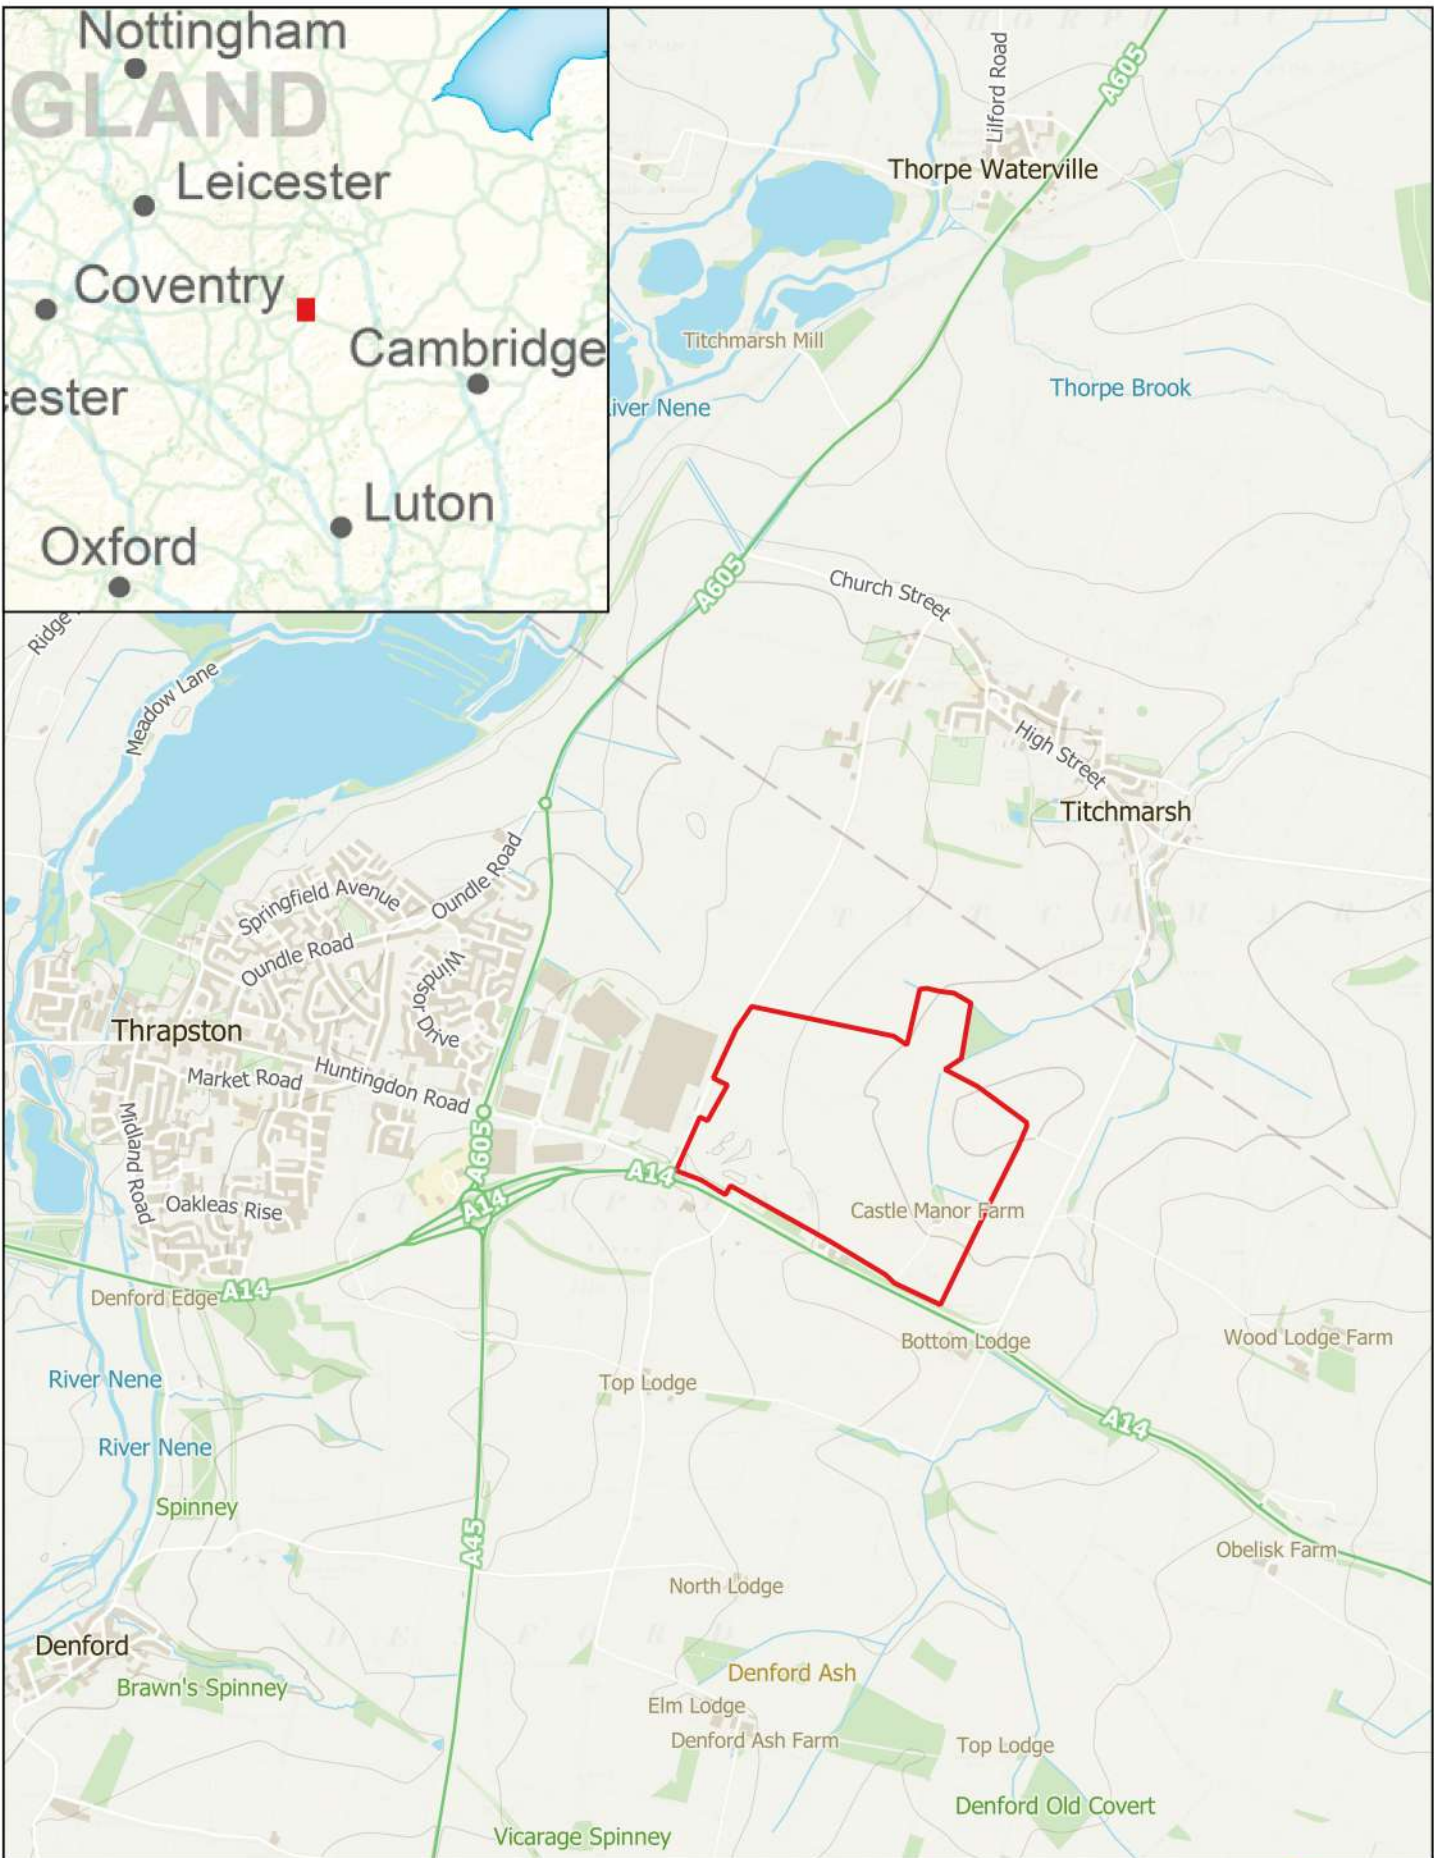 Nottingham
GLAND
Leicester
Coventry
Cambridge
cester
Luton
Oxford
Lilford Road
A605
Thorpe Waterville
Titchmarsh Mill
Thorpe Brook
iver Nene
A605
Church Street
Ridge
Meadow Lane
High Street
Titchmarsh
Oundle Road
Springfield Avenue
Oundle Road
Windsor Drive
T I T C H M A R S
Thrapston
Market Road
Huntingdon Road
Midland Road
A605
A14
A14
Oakleas Rise
Castle Manor Farm
A14
Denford Edge
Bottom Lodge
Wood Lodge Farm
River Nene
Top Lodge
A14
River Nene
Spinney
A45
Obelisk Farm
North Lodge
Denford
Denford Ash
Brawn's Spinney
Elm Lodge
Denford Ash Farm
Top Lodge
Denford Old Covert
Vicarage Spinney